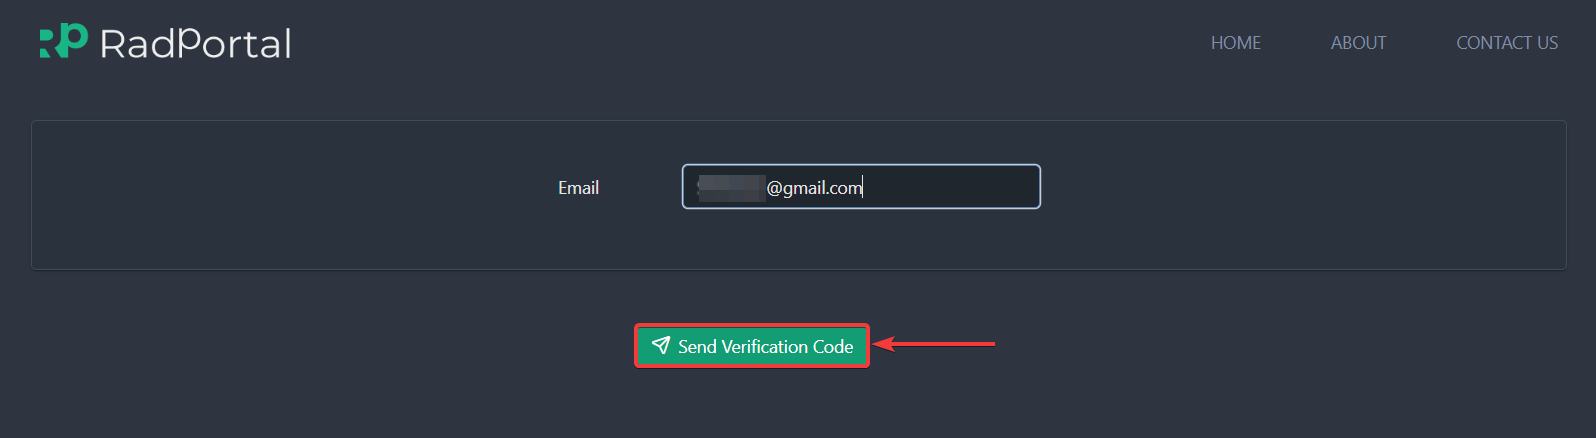 RadPortal
HOME ABOUT CONTACT US
Email
@gmail.com
Send Verification Code